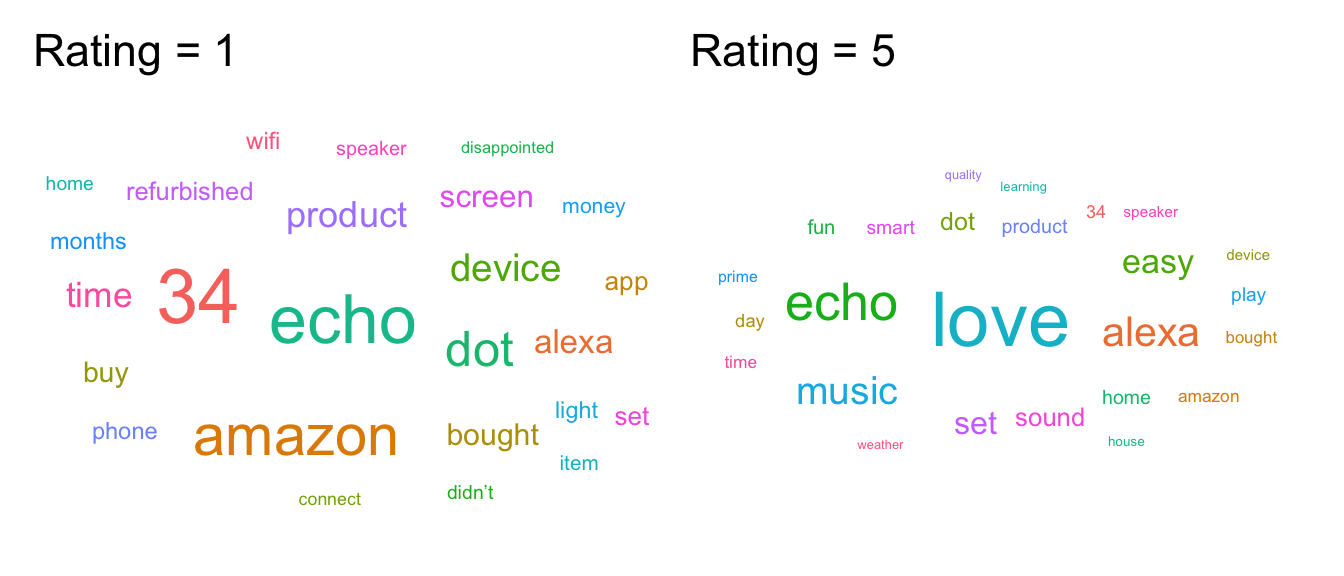 Rating = 1
wifi
speaker
disappointed
home
refurbished
product
screen
money
months
time
34
echo
device
app
dot
alexa
buy
phone
amazon
bought
light
set
item
connect
didn’t
Rating = 5
quality
learning
fun
smart
dot
product
34
speaker
easy
device
prime
echo
love
alexa
play
day
bought
time
music
set
sound
home
amazon
weather
house